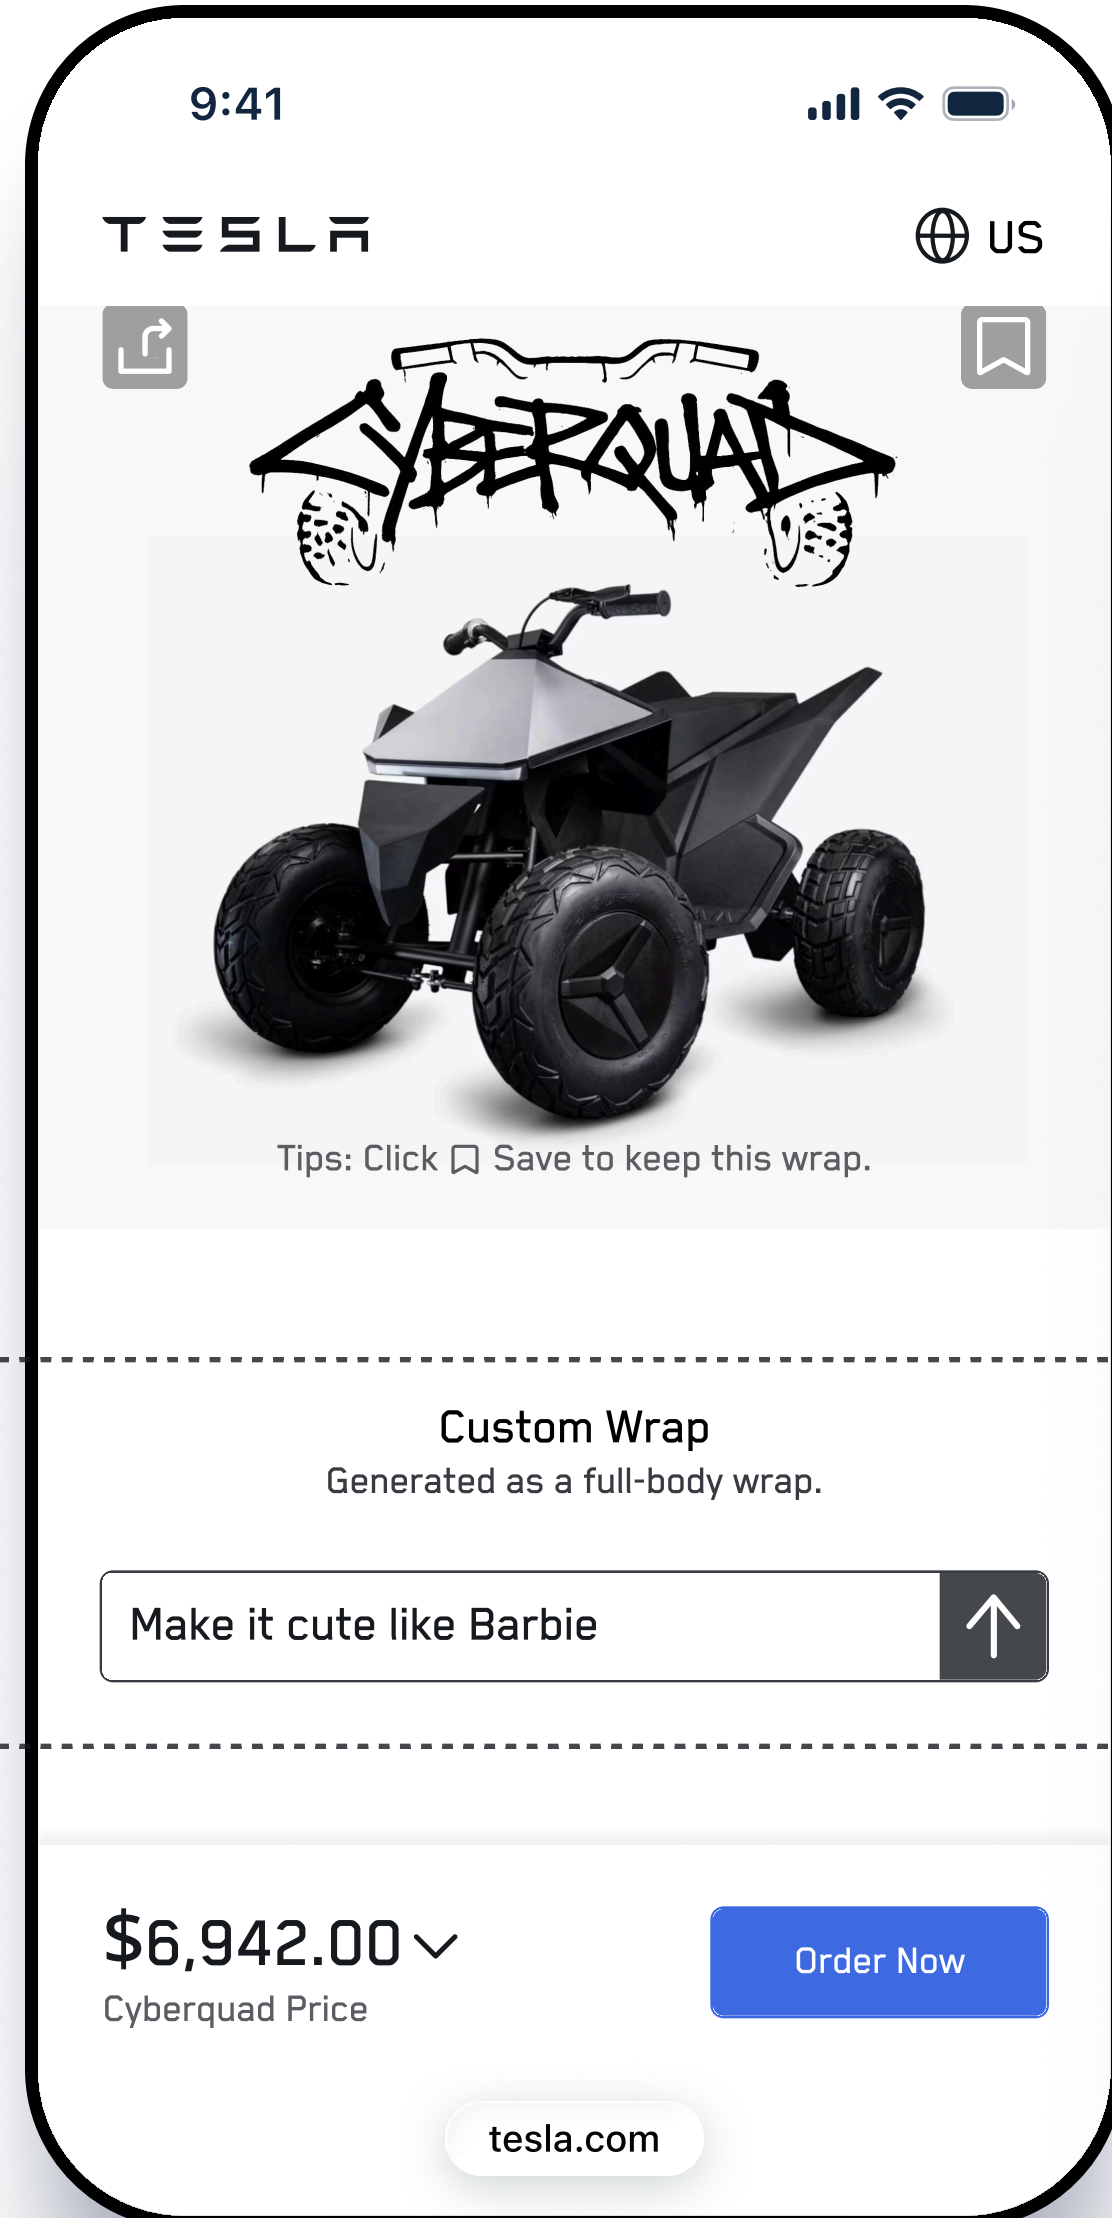 9:41
TESLA
US
CYBERQUAD
Tips: Click Save to keep this wrap.
Custom Wrap
Generated as a full-body wrap.
Make it cute like Barbie
$6,942.00
Order Now
Cyberquad Price
tesla.com